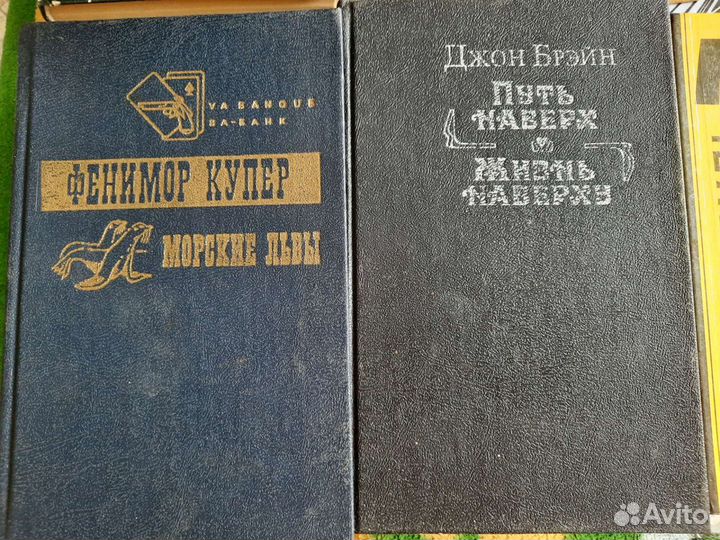 VA BANQUE
ВА-БАНК
ФЕНИМОР КУПЕР
МОРСКИЕ ЛЬВЫ
ДЖОН БРЭЙН
ПУТЬ
НАВЕРХ
ЖИЗНЬ
НАВЕРХУ
Avito